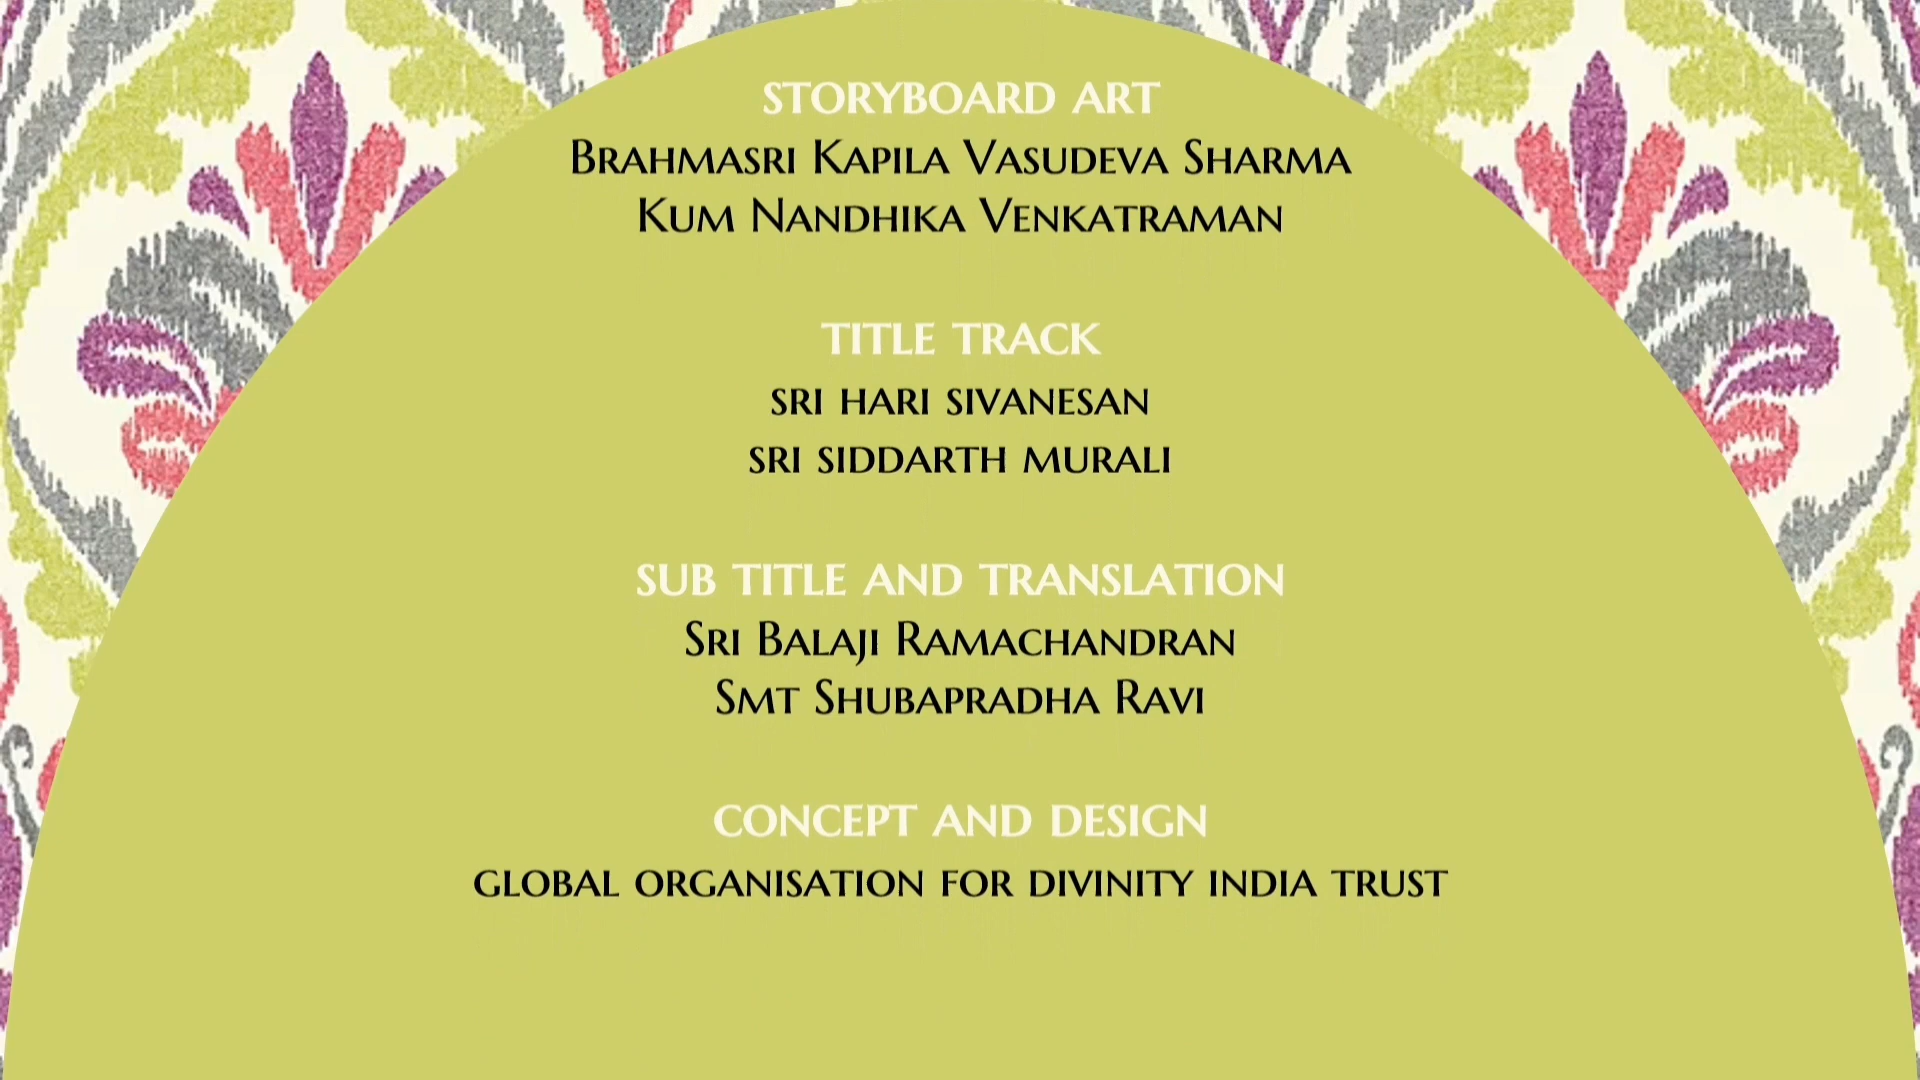 STORYBOARD ART
Brahmasri Kapila Vasudeva Sharma
Kum Nandhika Venkatraman
TITLE TRACK
SRI HARI SIVANESAN
SRI SIDDARTH MURALI
SUB TITLE AND TRANSLATION
Sri Balaji Ramachandran
Smt Shubapradha Ravi
CONCEPT AND DESIGN
GLOBAL ORGANISATION FOR DIVINITY INDIA TRUST